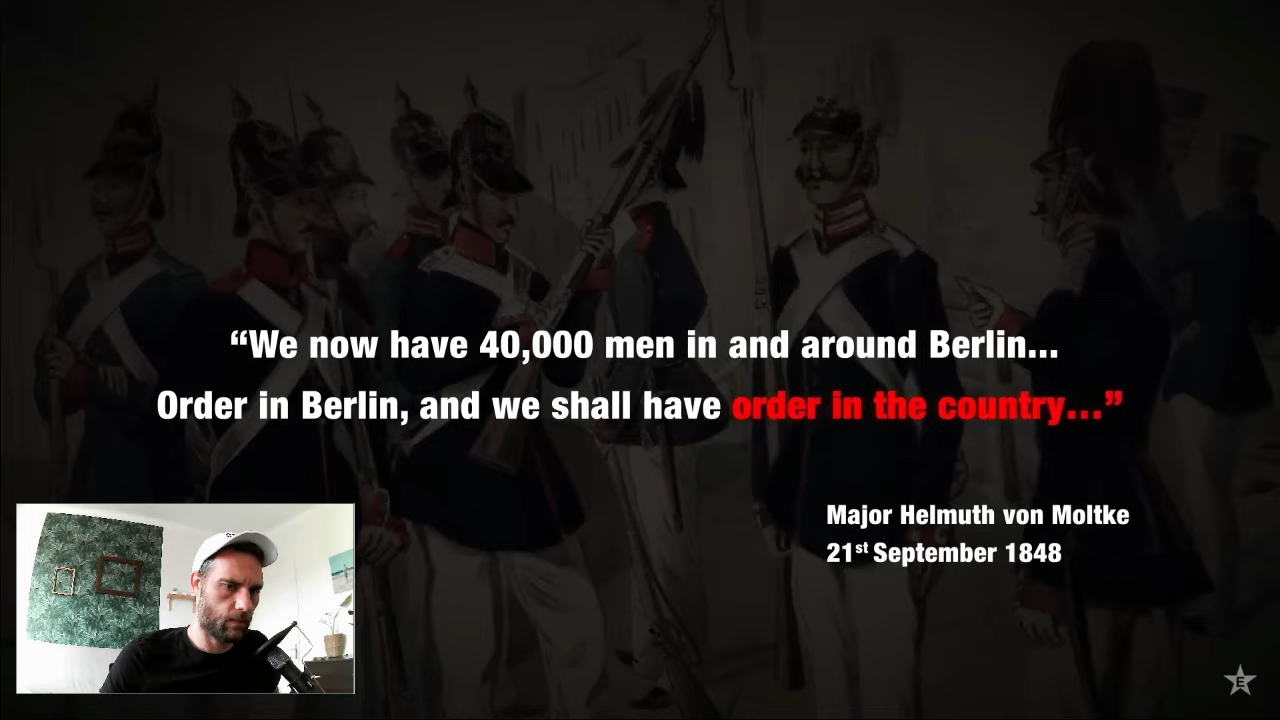 “We now have 40,000 men in and around Berlin...
Order in Berlin, and we shall have order in the country...”
Major Helmuth von Moltke
21st September 1848
E